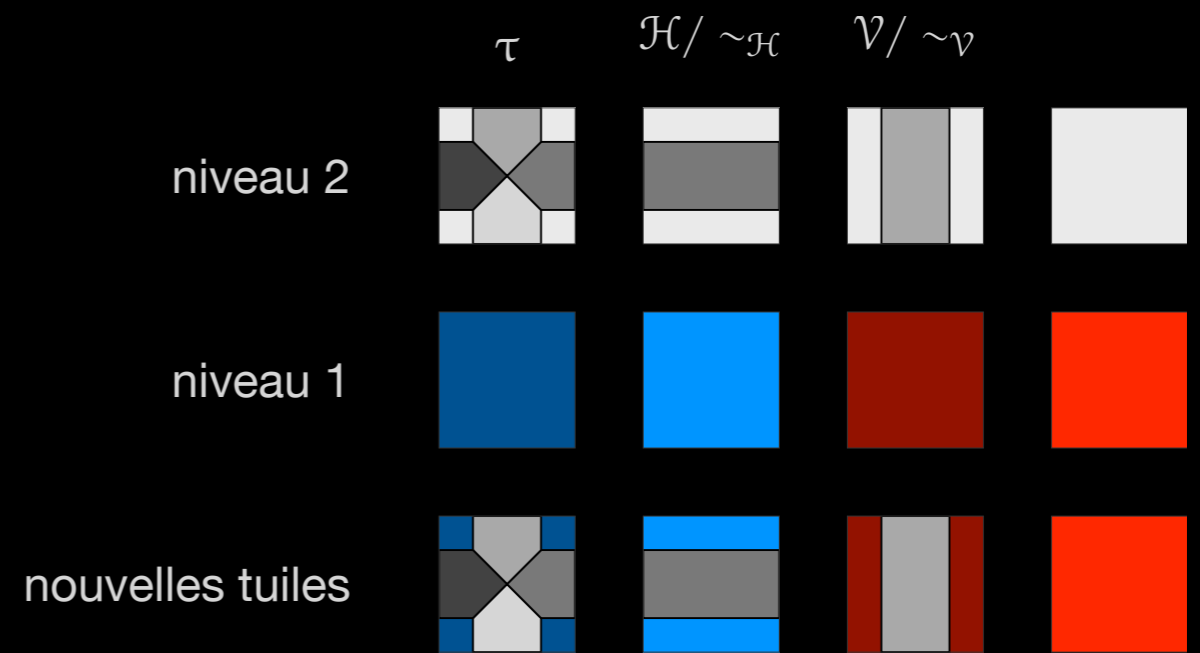 τ ℋ/ ∼ℋ 𝒱/ ∼𝒱
niveau 2
niveau 1
nouvelles tuiles